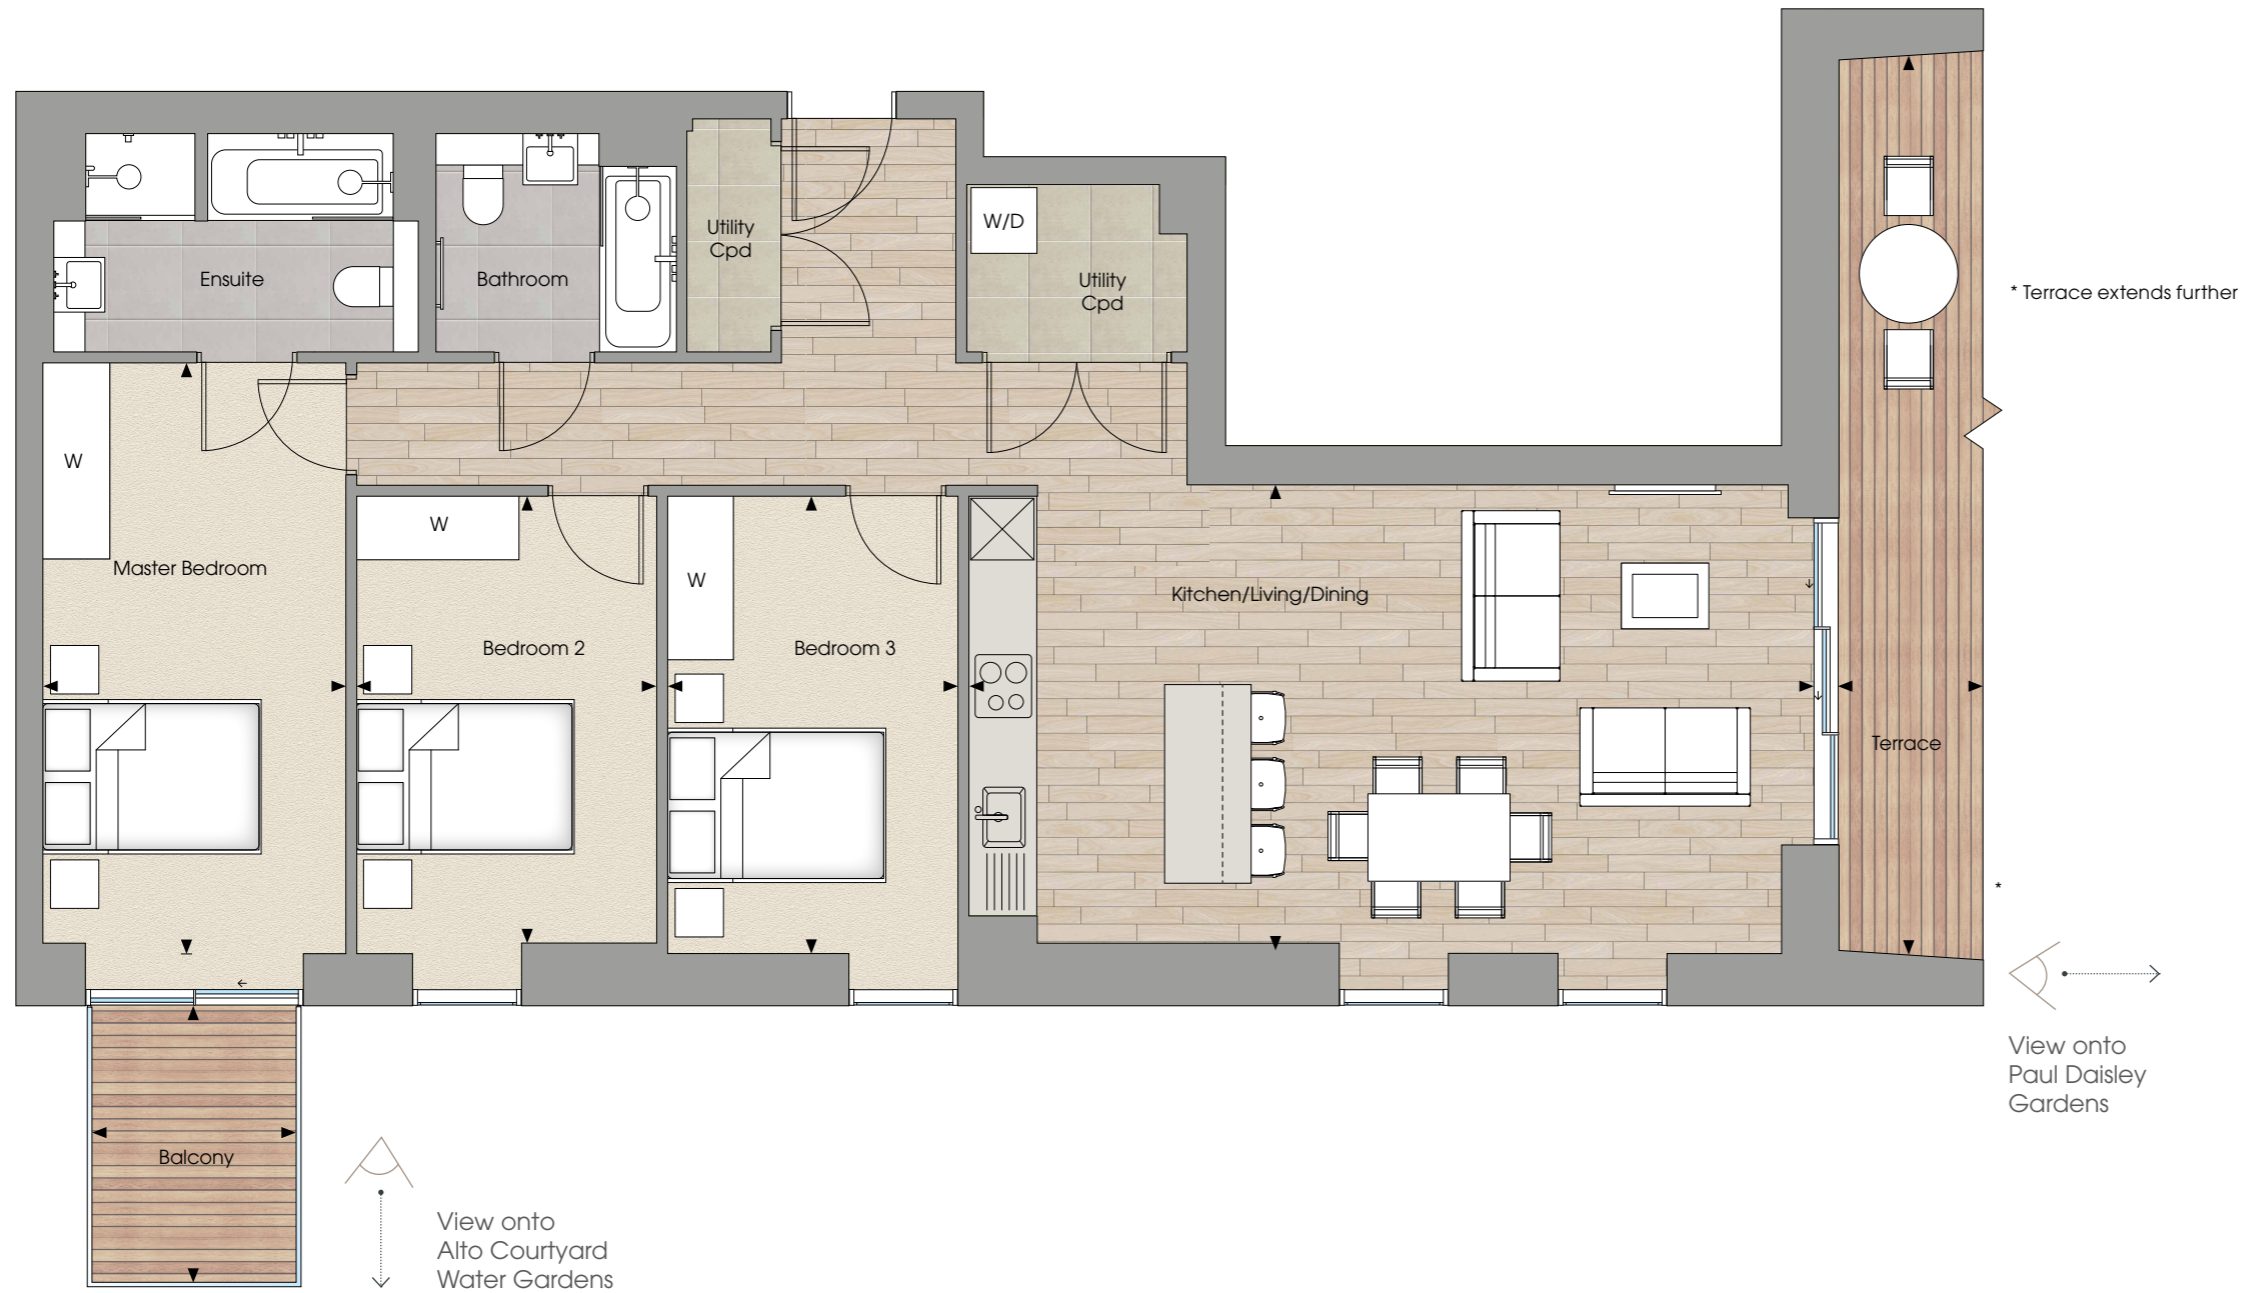 W/D
Utility
Cpd
Utility
Cpd
Ensuite
Bathroom
* Terrace extends further
W
W
W
Master Bedroom
Kitchen/Living/Dining
Bedroom 2
Bedroom 3
Terrace
*
View onto
Paul Daisley
Gardens
Balcony
View onto
Alto Courtyard
Water Gardens